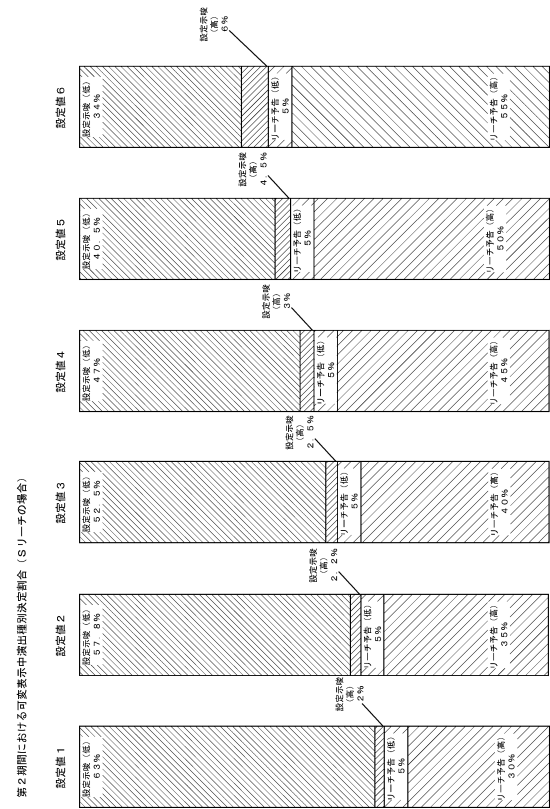 第2期間における可変表示中演出種別決定割合（Sリーチの場合）
設定値1
設定示唆（低）
63%
設定示唆
（高）
2%
リーチ予告（低）
5%
リーチ予告（高）
30%
設定値2
設定示唆（低）
57．8%
設定示唆
（高）
2．2%
リーチ予告（低）
5%
リーチ予告（高）
35%
設定値3
設定示唆（低）
52．5%
設定示唆
（高）
2．5%
リーチ予告（低）
5%
リーチ予告（高）
40%
設定値4
設定示唆（低）
47%
設定示唆
（高）
3%
リーチ予告（低）
5%
リーチ予告（高）
45%
設定値5
設定示唆（低）
40．5%
設定示唆
（高）
4．5%
リーチ予告（低）
5%
リーチ予告（高）
50%
設定値6
設定示唆（低）
34%
設定示唆
（高）
6%
リーチ予告（低）
5%
リーチ予告（高）
55%